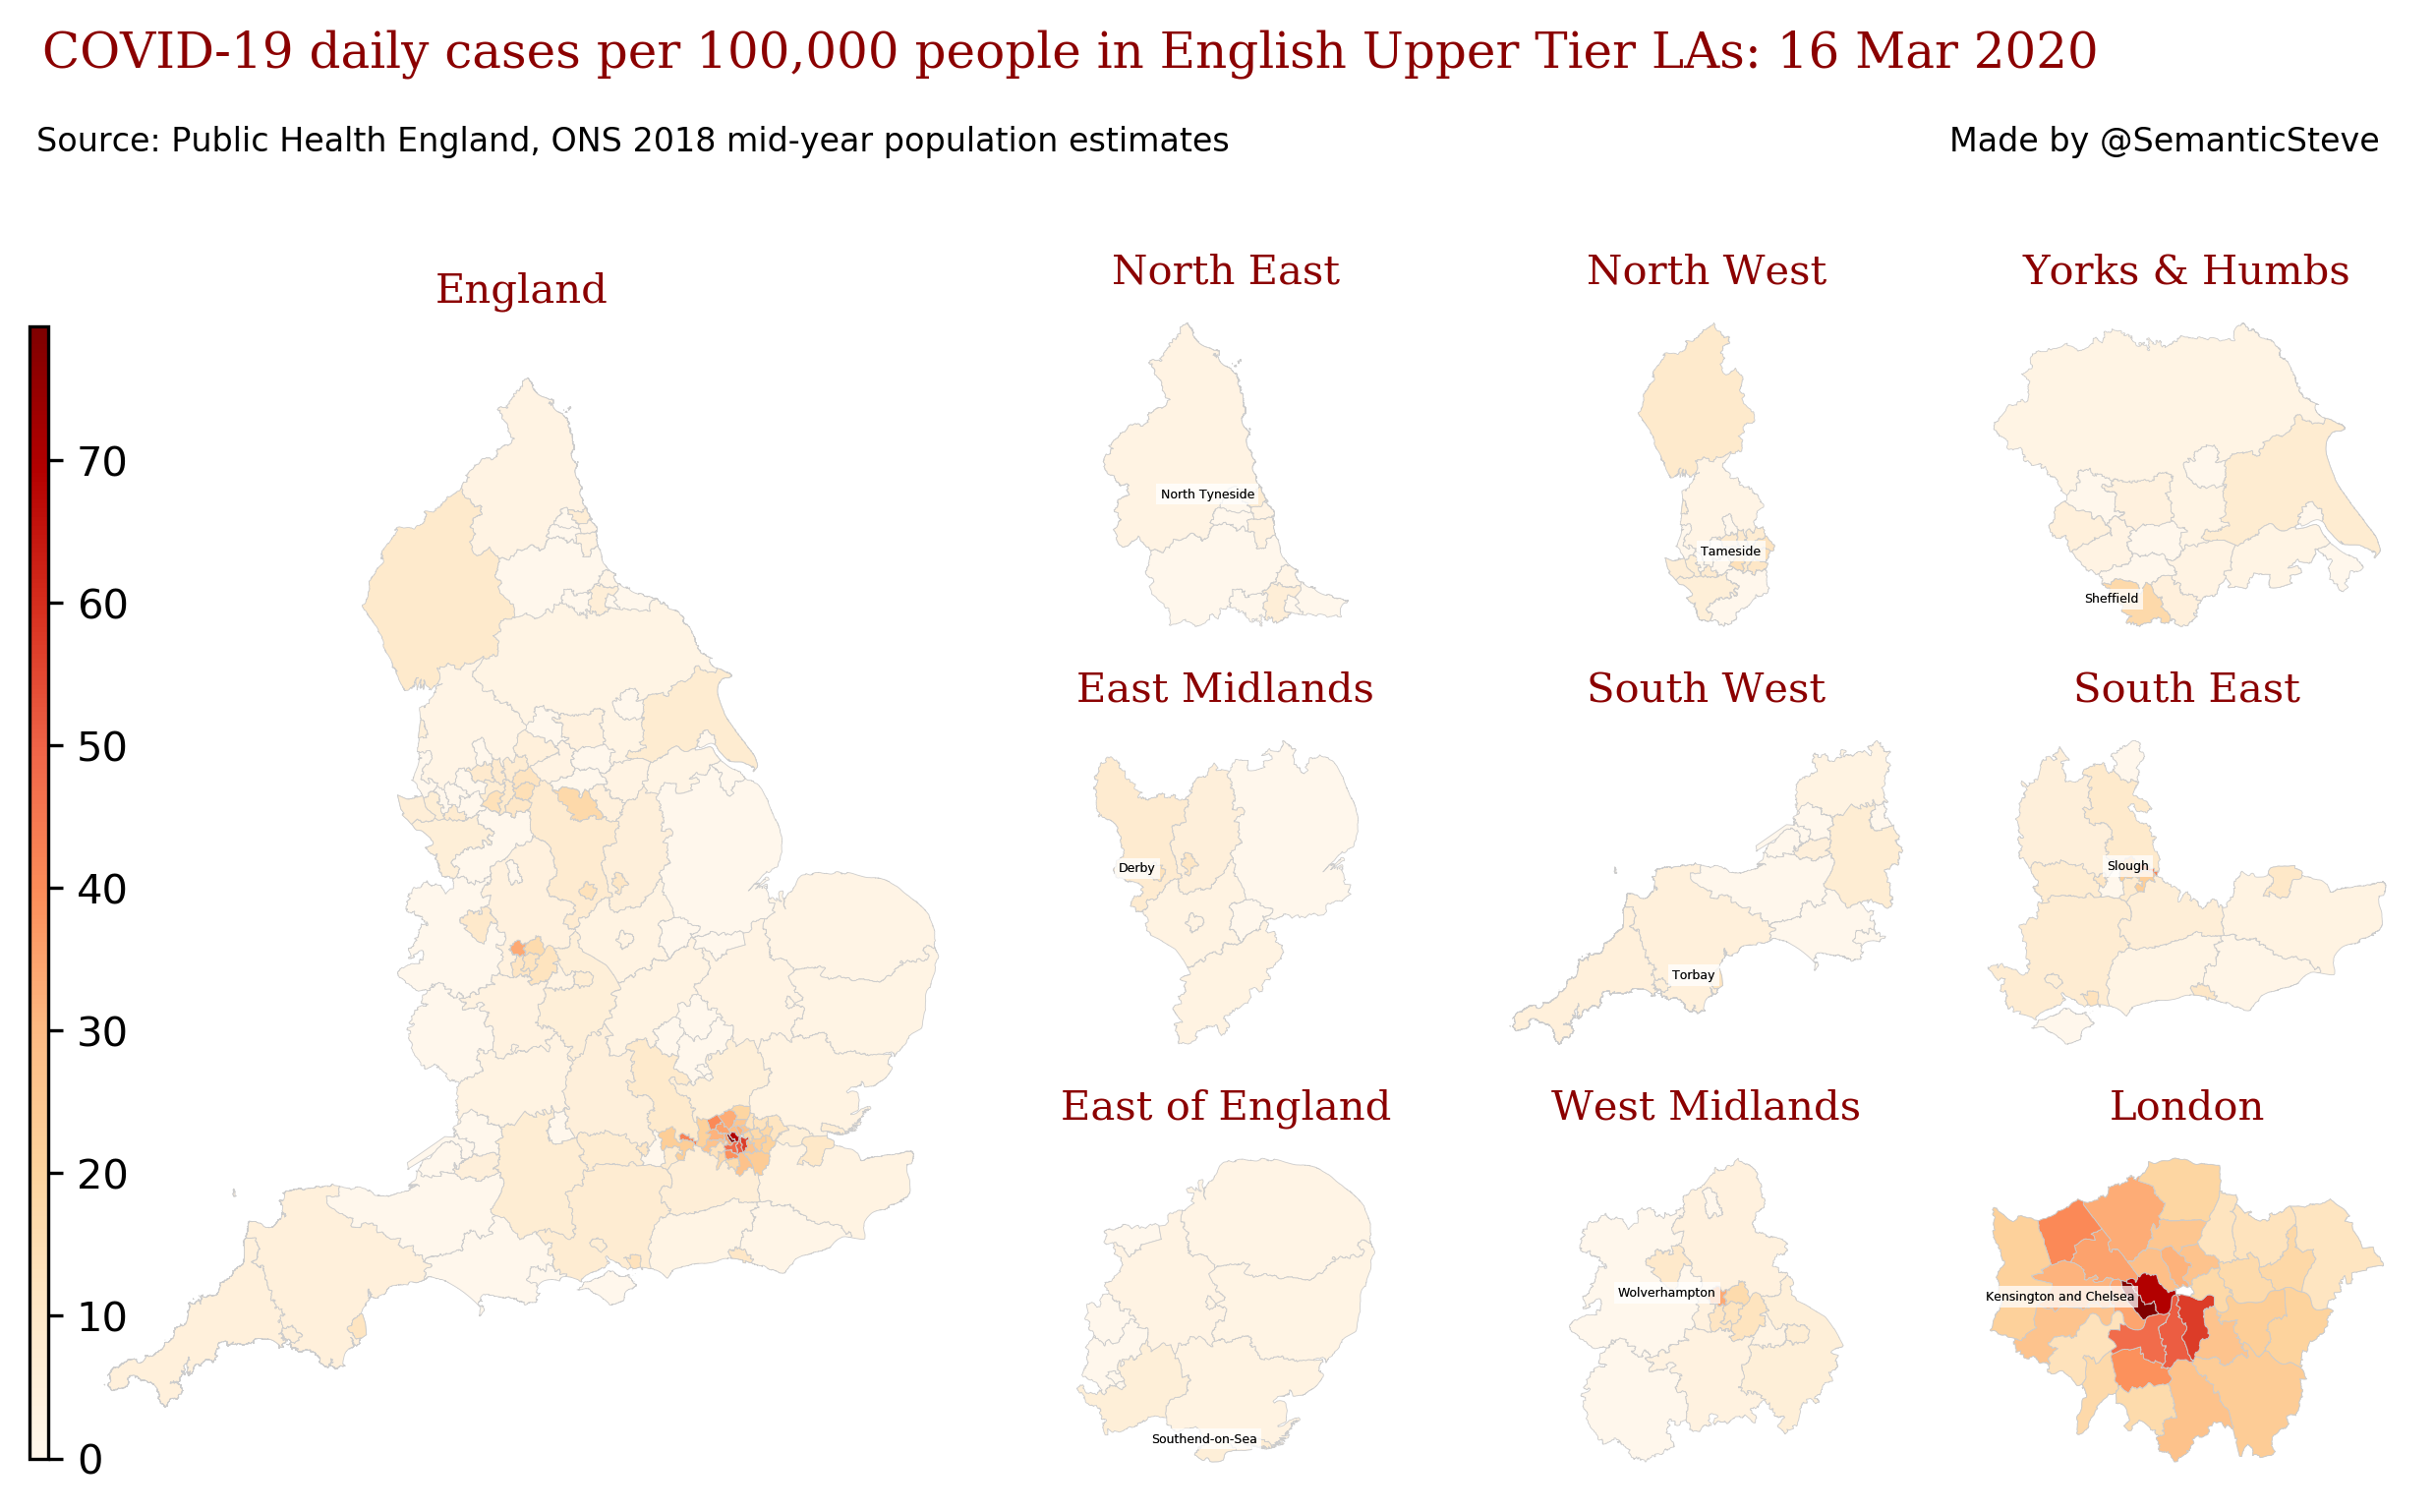 COVID-19 daily cases per 100,000 people in English Upper Tier LAs: 16 Mar 2020
Source: Public Health England, ONS 2018 mid-year population estimates
Made by @SemanticSteve
England
70
60
50
40
30
20
10
0
North East
North Tyneside
North West
Tameside
Yorks & Humbs
Sheffield
East Midlands
Derby
South West
Torbay
South East
Slough
East of England
Southend-on-Sea
West Midlands
Wolverhampton
London
Kensington and Chelsea